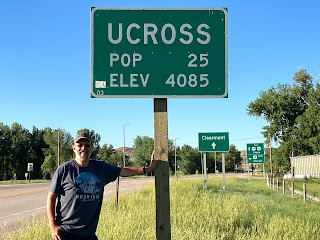 UCROSS
POP 25
ELEV 4085
Clearmont
↑